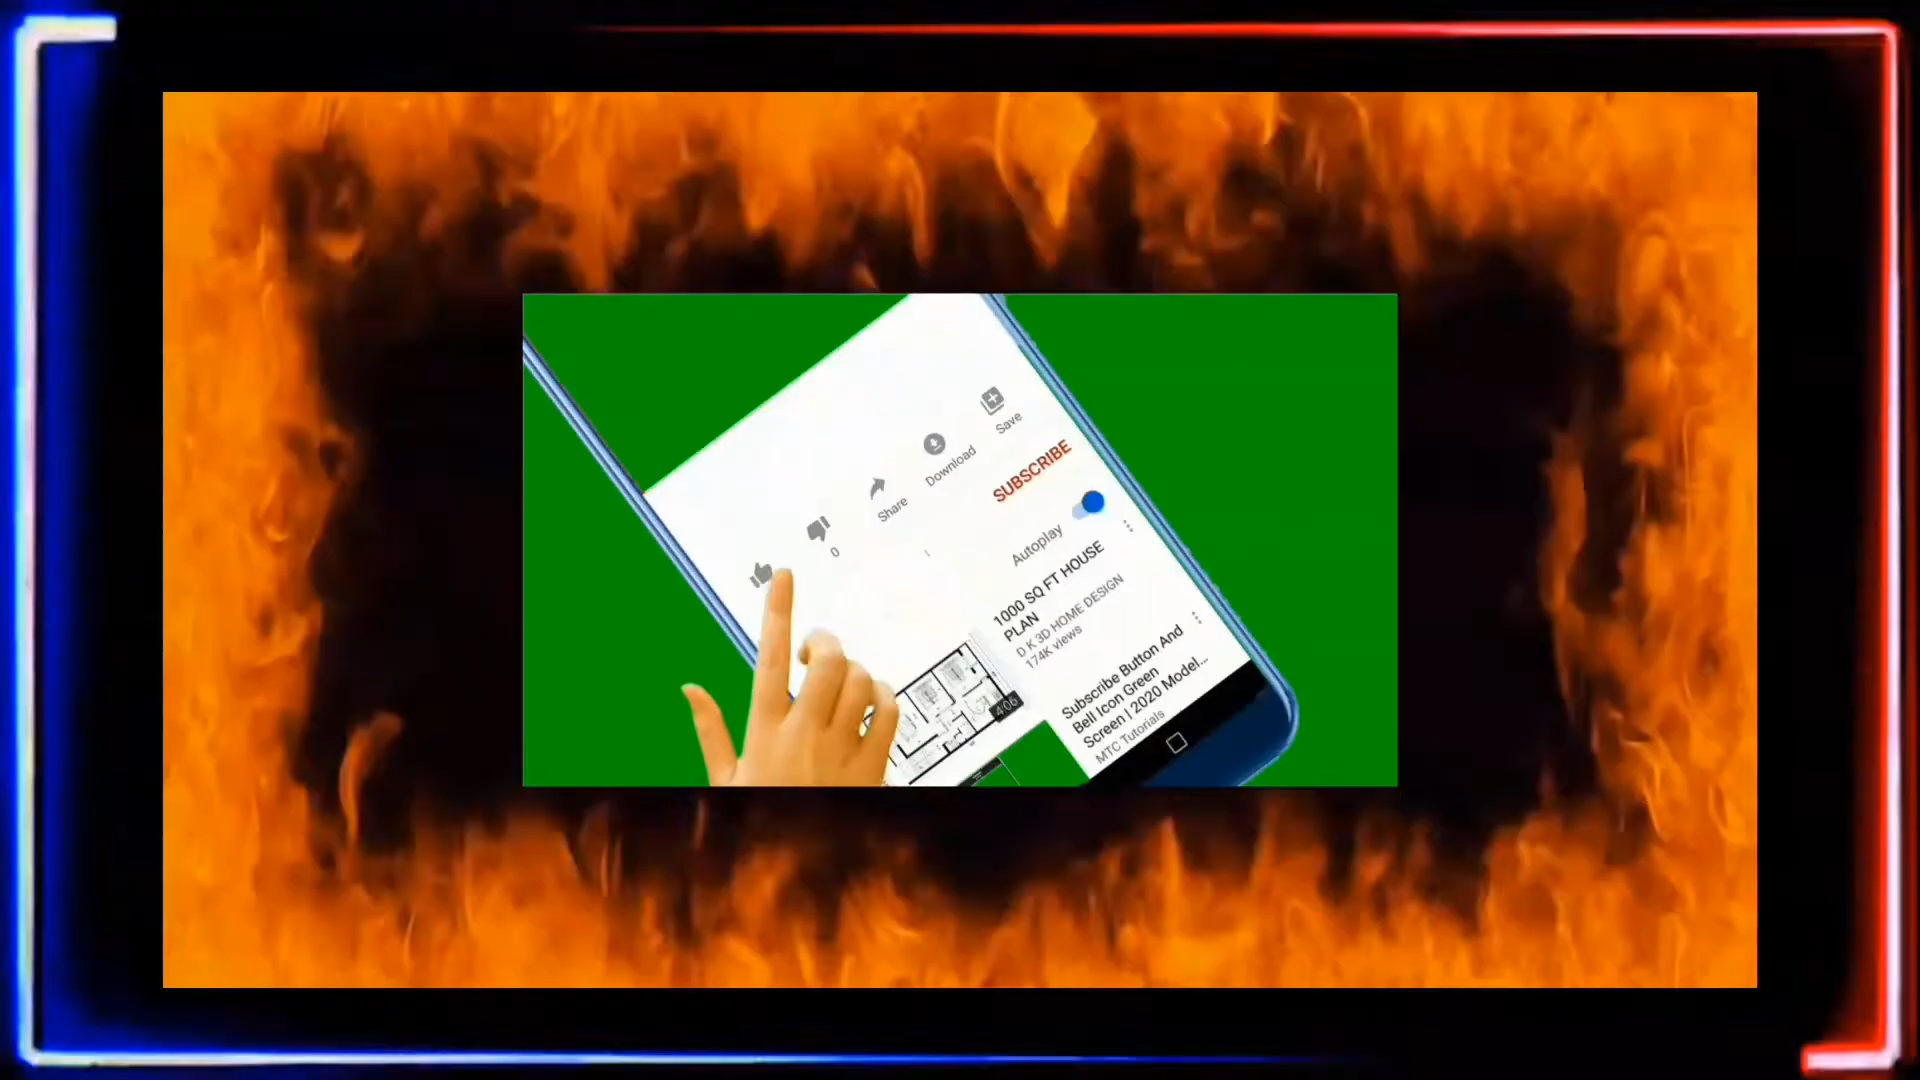 Save
Download
Share
0
SUBSCRIBE
Autoplay
1000 SQ FT HOUSE
PLAN
D K 3D HOME DESIGN
174K views
4:06
Subscribe Button And
Bell Icon Green
Screen | 2020 Model...
MTC Tutorials